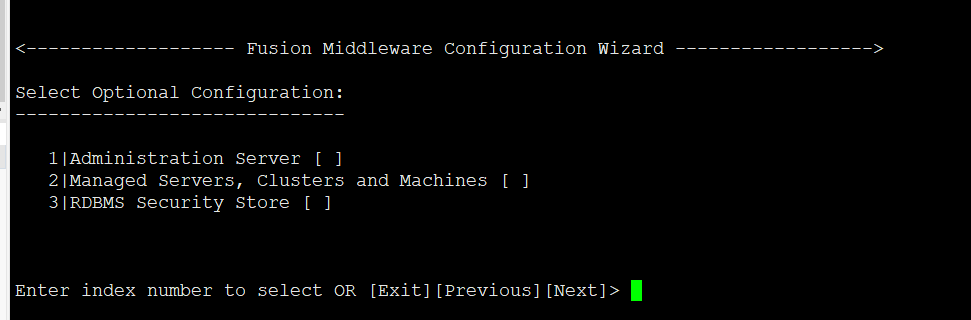 <------------------- Fusion Middleware Configuration Wizard ------------------>
Select Optional Configuration:
------------------------------
1|Administration Server [ ]
2|Managed Servers, Clusters and Machines [ ]
3|RDBMS Security Store [ ]
Enter index number to select OR [Exit][Previous][Next]>